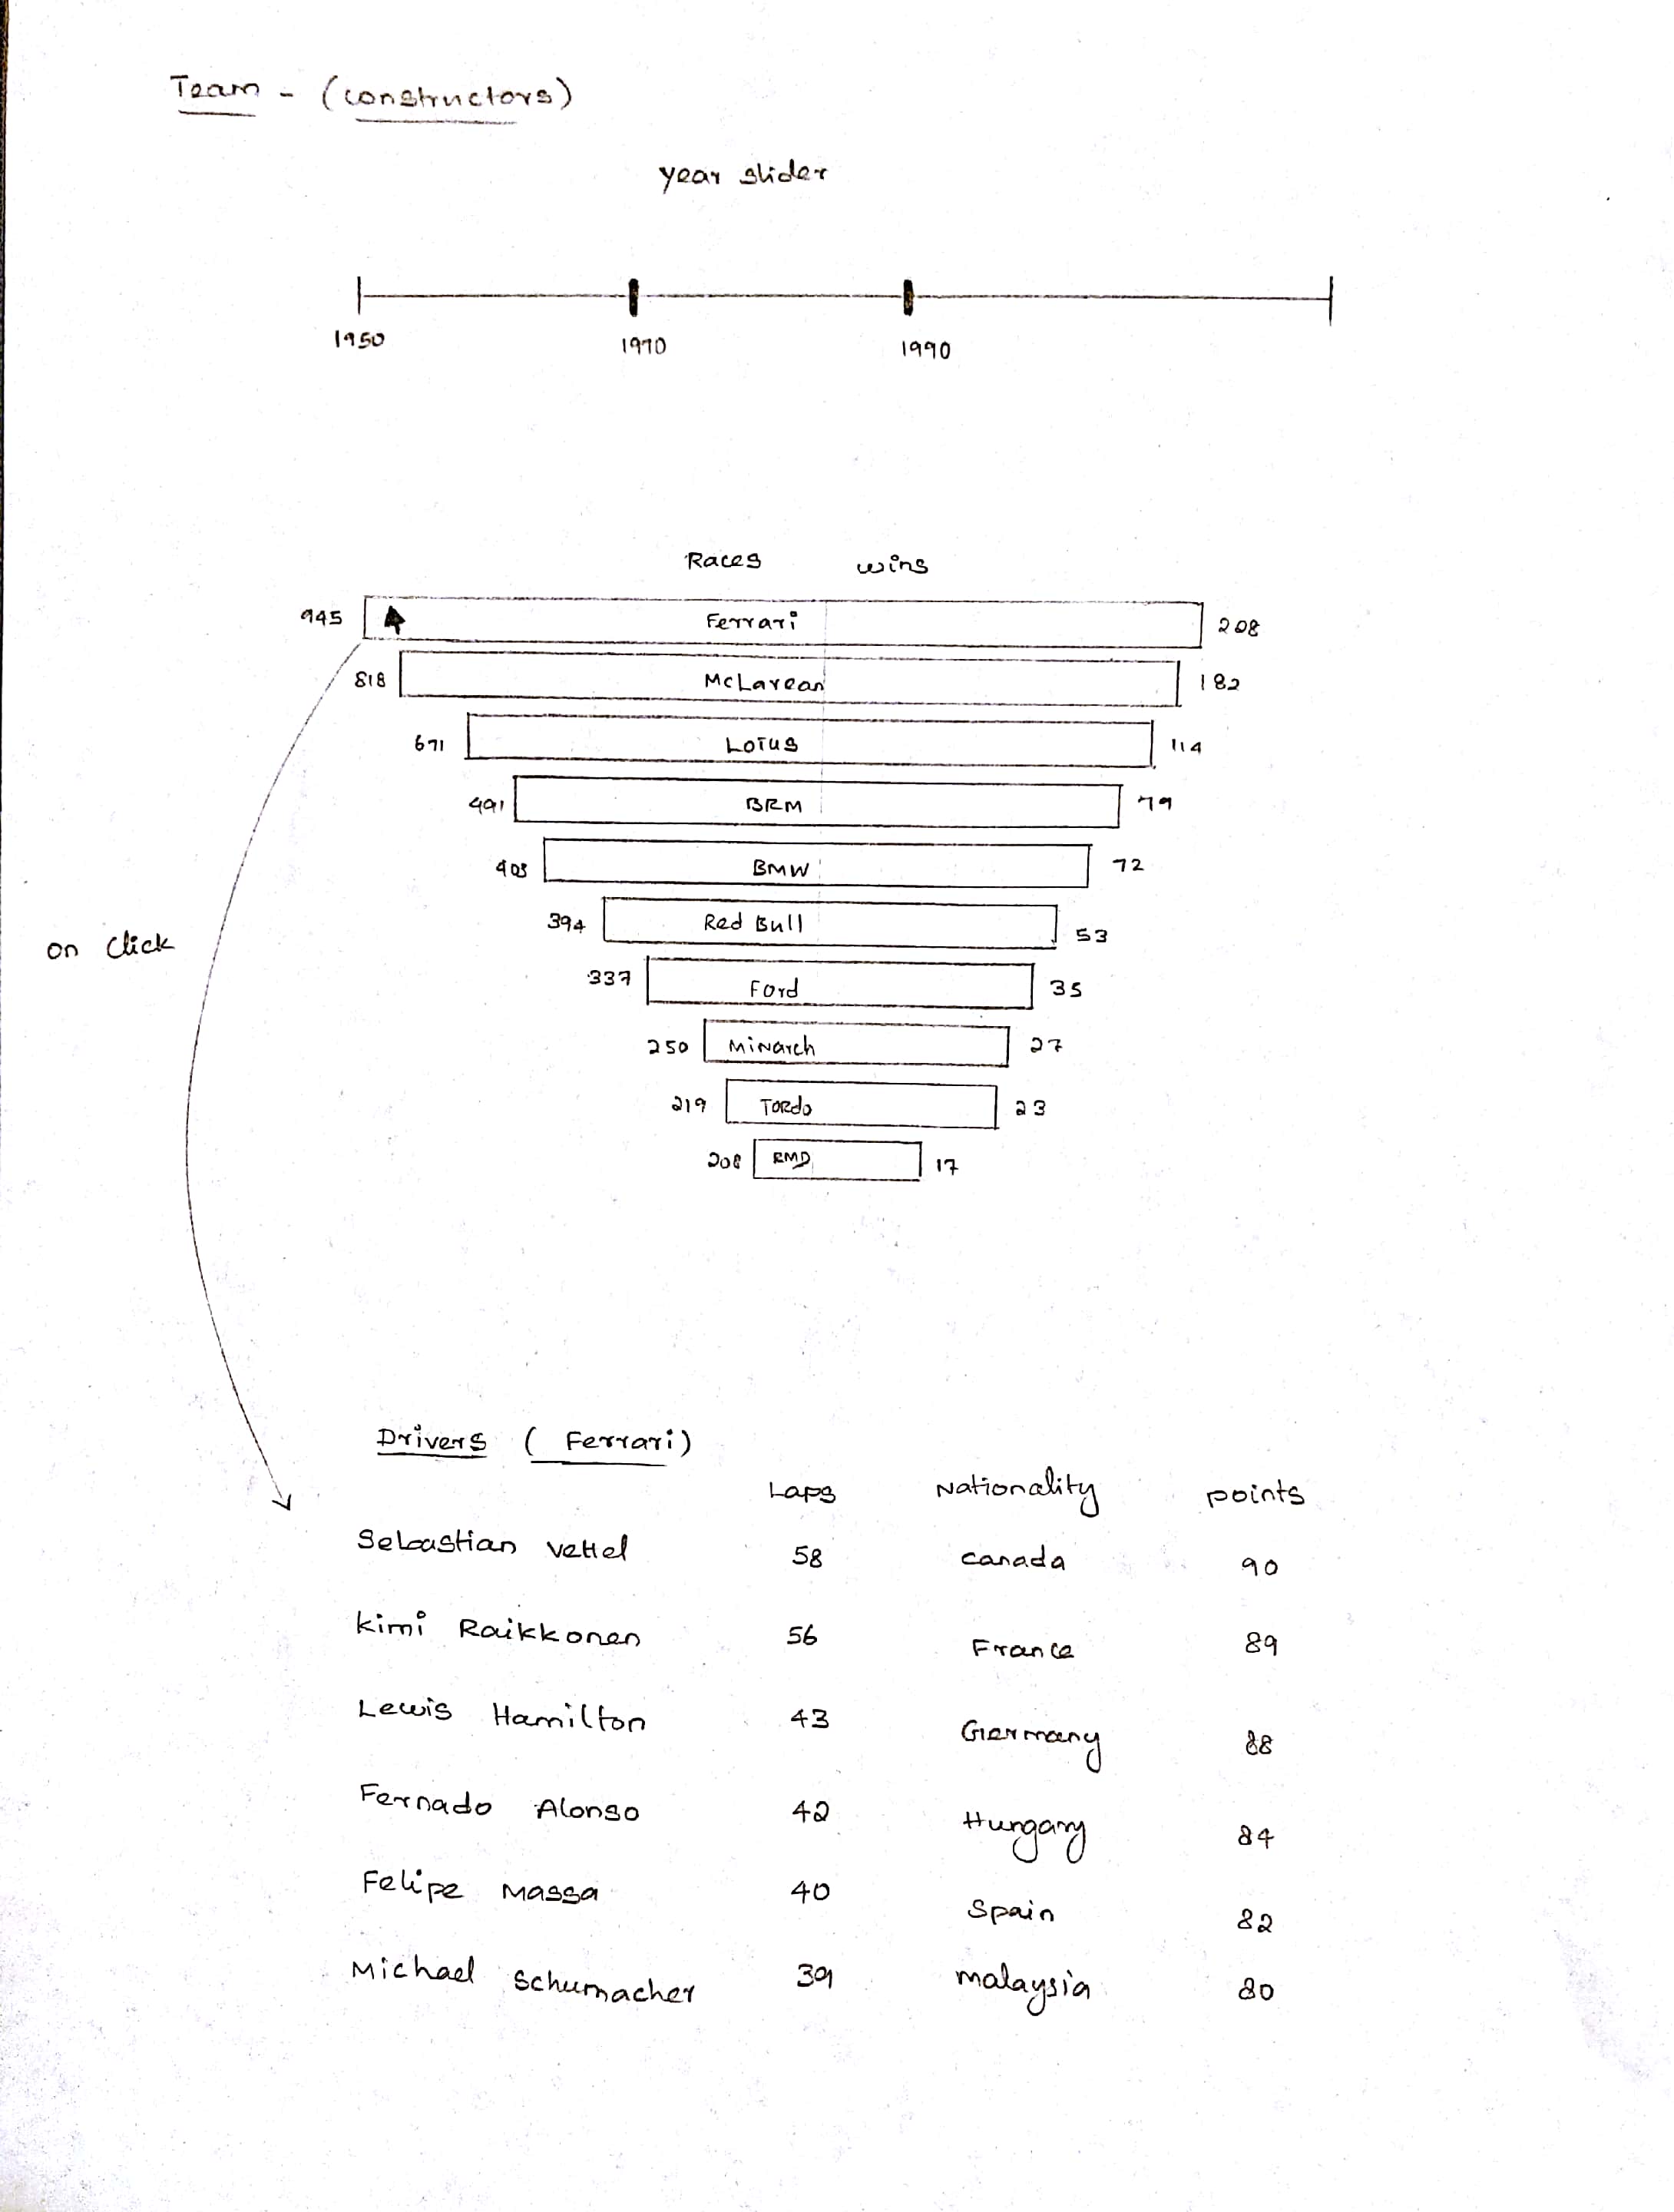 Team - (constructors)
year slider
1950 1970 1990
Races wins
945 Ferrari 208
818 McLarean 182
671 Lotus 114
491 BRM 79
403 BMW 72
394 Red Bull 53
on click
337 Ford 35
250 Minarch 27
219 Tordo 23
208 RMD 17
Drivers ( Ferrari)
Laps Nationality points
Sebastian vettel 58 canada 90
kimi Raikkonen 56 France 89
Lewis Hamilton 43 Germany 88
Fernado Alonso 42 Hungary 84
Felipe Massa 40 Spain 82
Michael Schumacher 39 malaysia 80